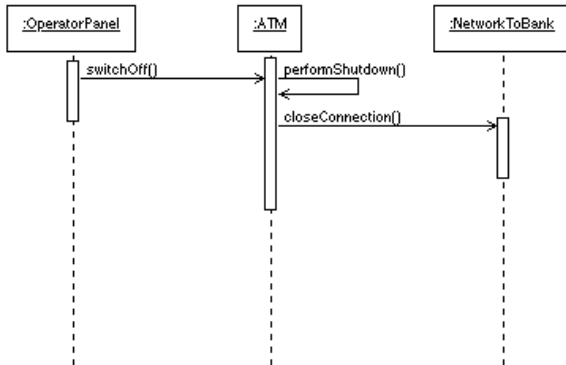 :OperatorPanel
:ATM
:NetworkToBank
switchOff()
performShutdown()
closeConnection()